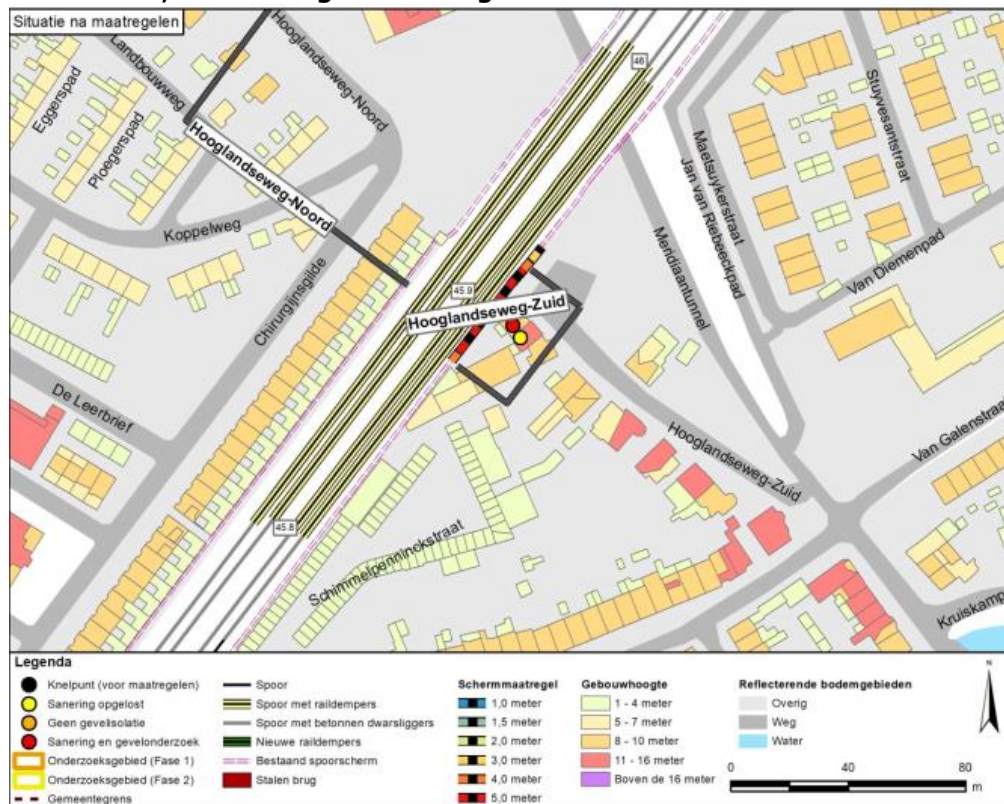 Situatie na maatregelen
Landbouwweg
Hooglandseweg-Noord
Eggerspad
Ploegerspad
Hooglandseweg-Noord
Koppelweg
Chirurgijnsgilde
De Leerbrief
46
45.9
45.8
Hooglandseweg-Zuid
Maetsuykerstraat
Jan van Riebeeckpad
Meridiaantunnel
Stuyvesantstraat
Van Diemenpad
Van Galenstraat
Hooglandseweg-Zuid
Schimmelpenninckstraat
Kruiskamp
Legenda
Knelpunt (voor maatregelen)
Sanering opgelost
Geen gevelisolatie
Sanering en gevelonderzoek
Onderzoeksgebied (Fase 1)
Onderzoeksgebied (Fase 2)
Gemeentegrens
Spoor
Spoor met raildempers
Spoor met betonnen dwarsliggers
Nieuwe raildempers
Bestaand spoorscherm
Stalen brug
Schermmaatregel
1,0 meter
1,5 meter
2,0 meter
3,0 meter
4,0 meter
5,0 meter
Gebouwhoogte
1 - 4 meter
5 - 7 meter
8 - 10 meter
11 - 16 meter
Boven de 16 meter
Reflecterende bodemgebieden
Overig
Weg
Water
N
0 40 80
m